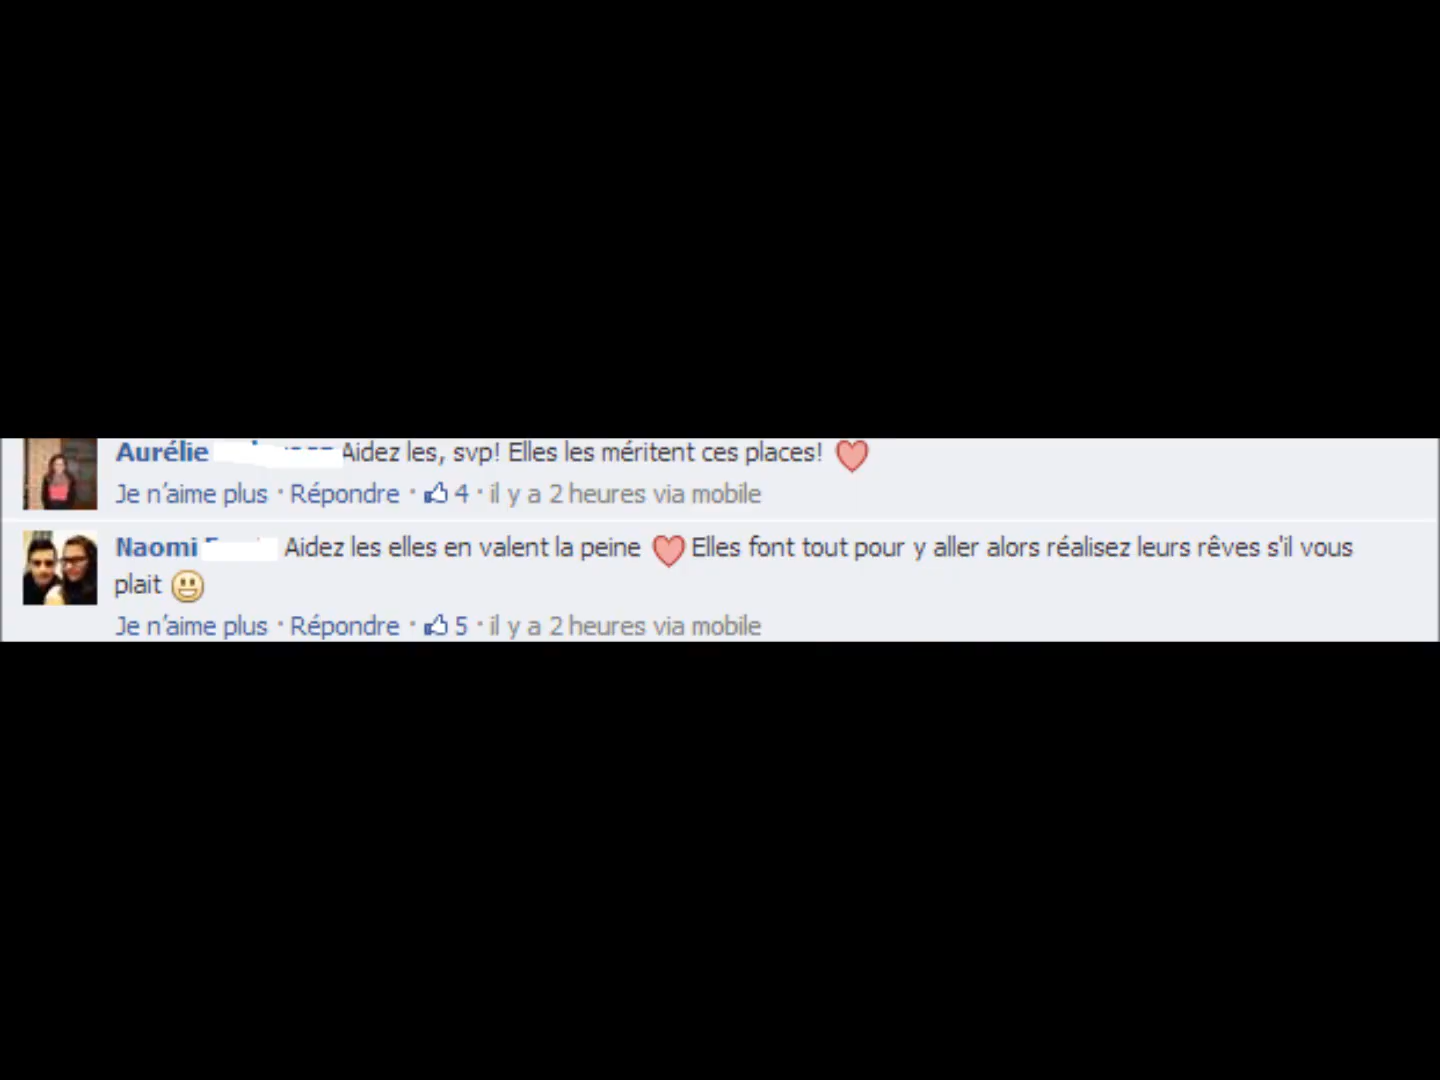 Aurélie Aidez les, svp! Elles les méritent ces places!
Je n'aime plus · Répondre · 4 · il y a 2 heures via mobile
Naomi Aidez les elles en valent la peine Elles font tout pour y aller alors réalisez leurs rêves s'il vous
plait
Je n'aime plus · Répondre · 5 · il y a 2 heures via mobile